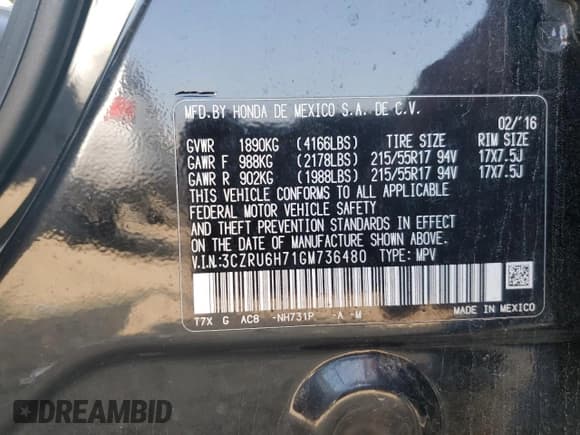 MFD.BY HONDA DE MEXICO S.A. DE C.V.
02/'16
GVWR 1890KG (4166LBS) TIRE SIZE RIM SIZE
GAWR F 988KG (2178LBS) 215/55R17 94V 17X7.5J
GAWR R 902KG (1988LBS) 215/55R17 94V 17X7.5J
THIS VEHICLE CONFORMS TO ALL APPLICABLE
FEDERAL MOTOR VEHICLE SAFETY
AND THEFT PREVENTION STANDARDS IN EFFECT
ON THE DATE OF MANUFACTURE SHOWN ABOVE.
V.I.N:3CZRU6H71GM736480 TYPE: MPV
T7X G AC8 -NH731P -A -M
MADE IN MEXICO
DREAMBID